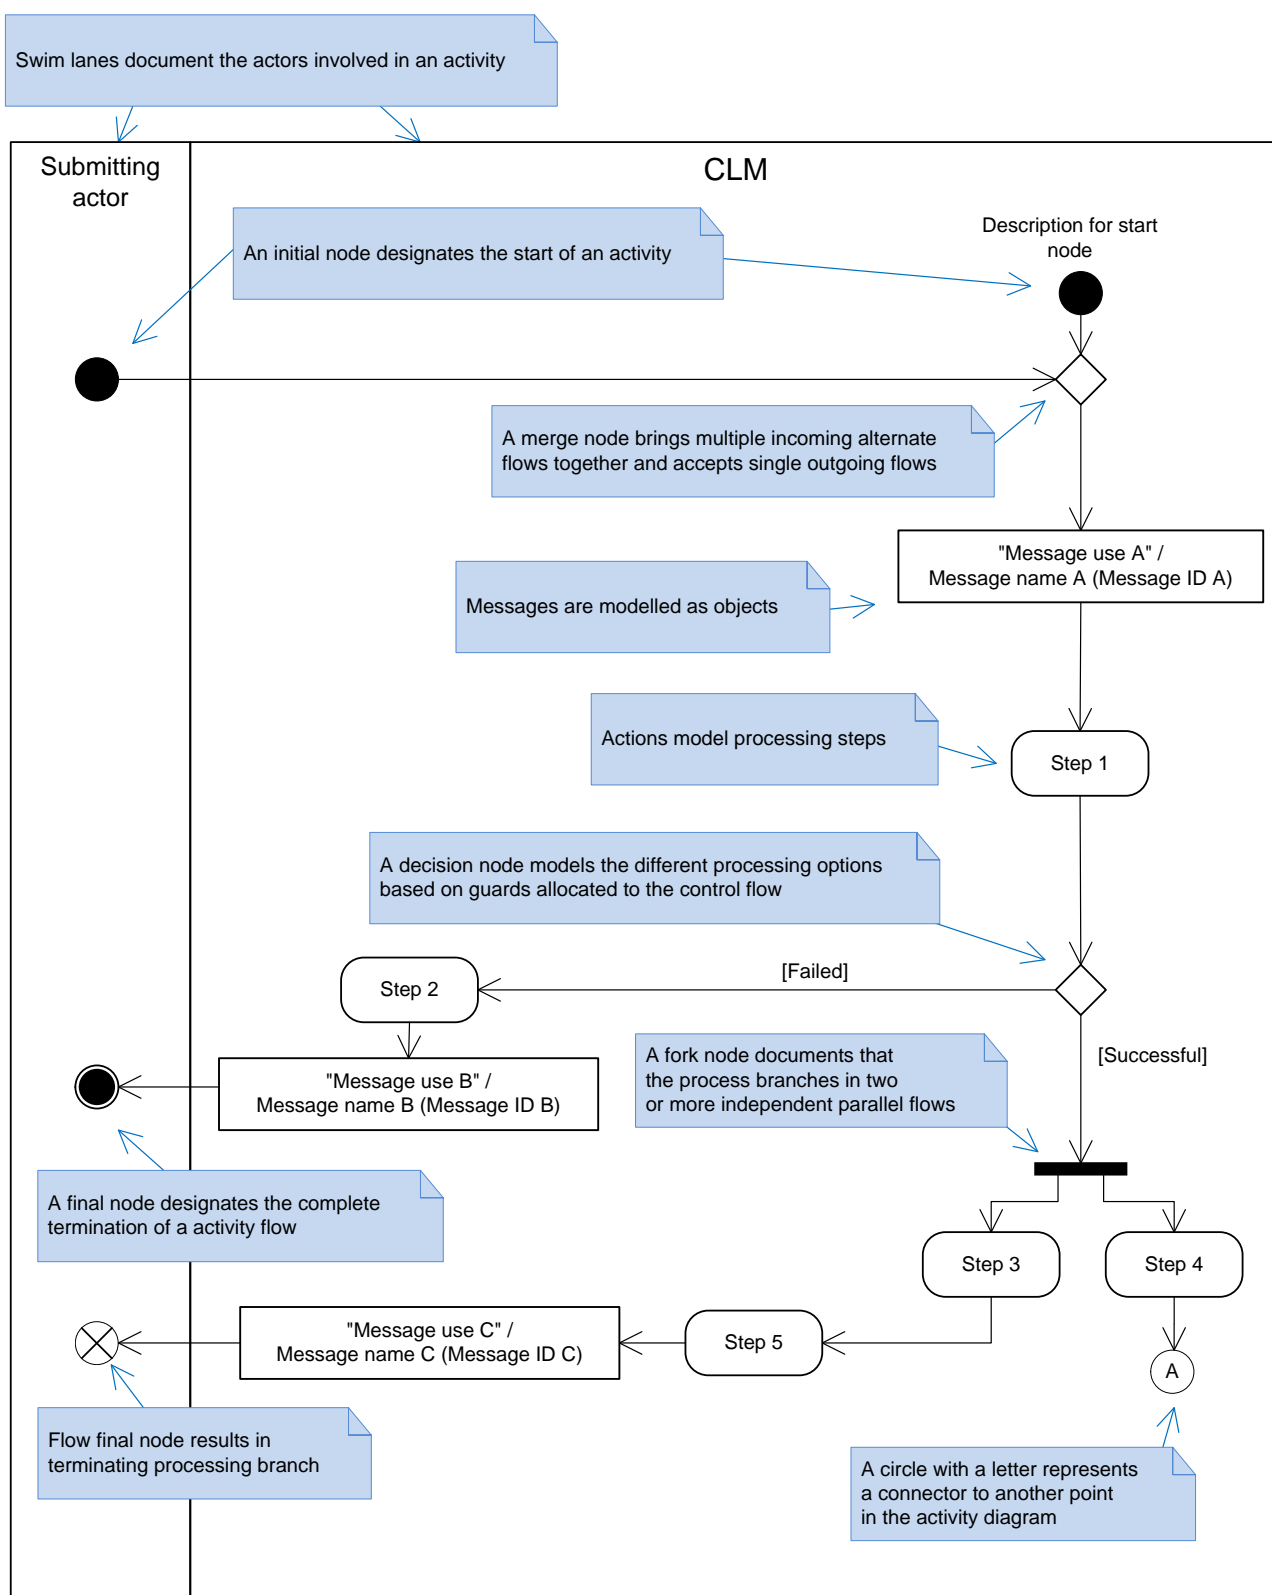 Swim lanes document the actors involved in an activity
Submitting
actor
CLM
An initial node designates the start of an activity
Description for start
node
A merge node brings multiple incoming alternate
flows together and accepts single outgoing flows
"Message use A" /
Message name A (Message ID A)
Messages are modelled as objects
Actions model processing steps
Step 1
A decision node models the different processing options
based on guards allocated to the control flow
[Failed]
Step 2
[Successful]
A fork node documents that
the process branches in two
or more independent parallel flows
"Message use B" /
Message name B (Message ID B)
A final node designates the complete
termination of a activity flow
Step 3
Step 4
"Message use C" /
Message name C (Message ID C)
Step 5
A
Flow final node results in
terminating processing branch
A circle with a letter represents
a connector to another point
in the activity diagram